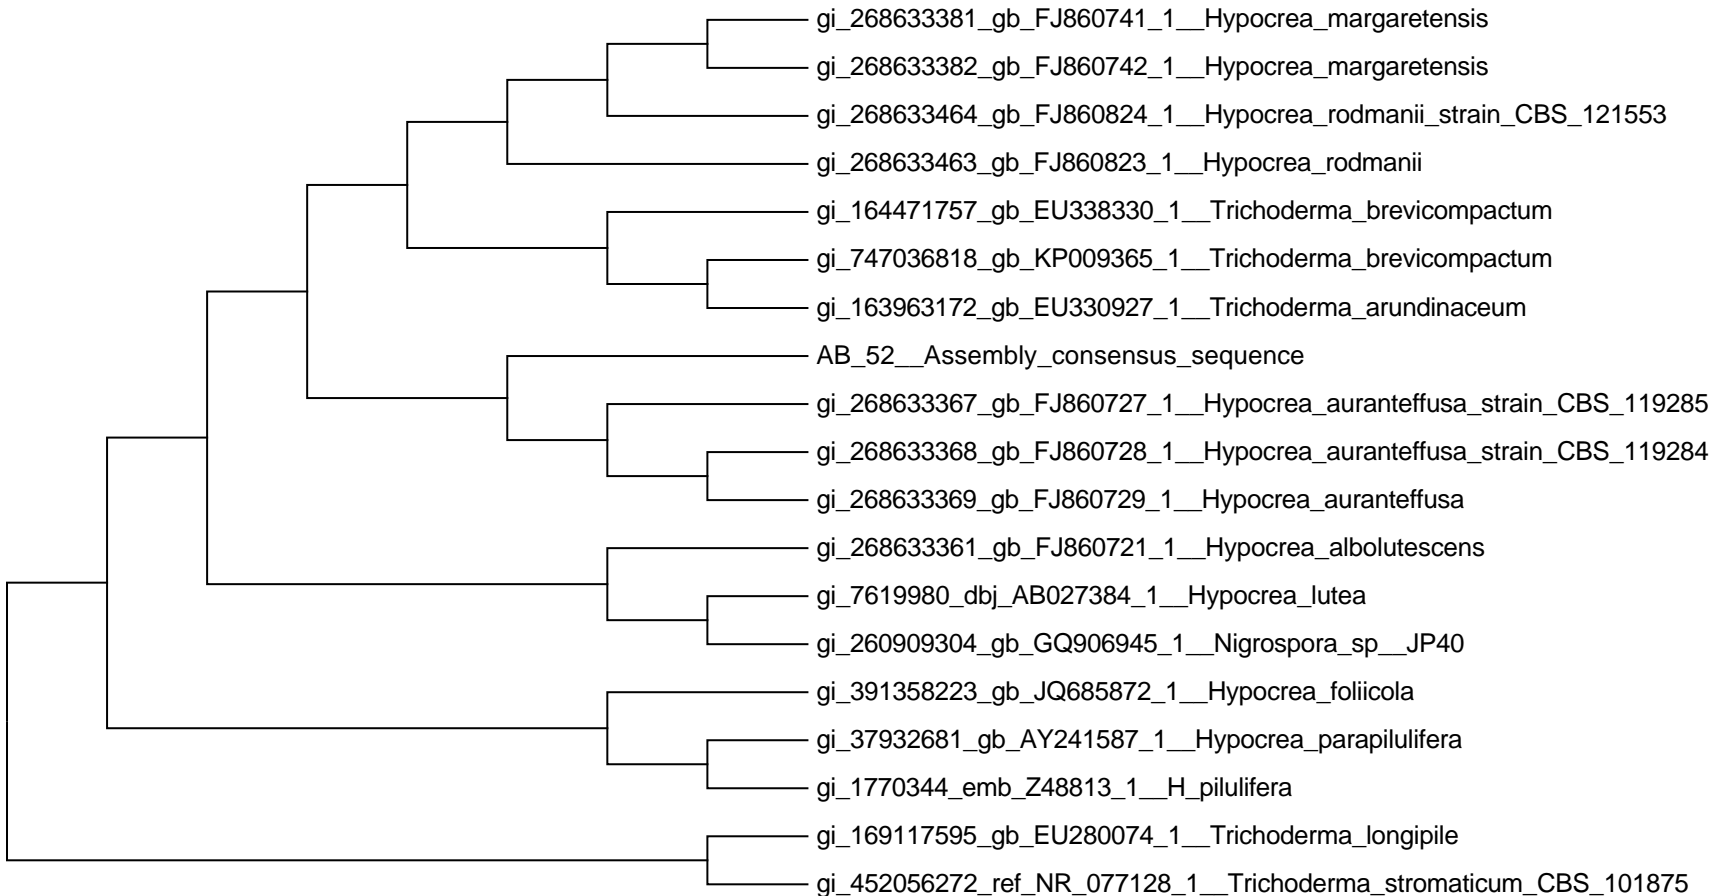 gi_268633381_gb_FJ860741_1__Hypocrea_margaretensis
gi_268633382_gb_FJ860742_1__Hypocrea_margaretensis
gi_268633464_gb_FJ860824_1__Hypocrea_rodmanii_strain_CBS_121553
gi_268633463_gb_FJ860823_1__Hypocrea_rodmanii
gi_164471757_gb_EU338330_1__Trichoderma_brevicompactum
gi_747036818_gb_KP009365_1__Trichoderma_brevicompactum
gi_163963172_gb_EU330927_1__Trichoderma_arundinaceum
AB_52__Assembly_consensus_sequence
gi_268633367_gb_FJ860727_1__Hypocrea_auranteffusa_strain_CBS_119285
gi_268633368_gb_FJ860728_1__Hypocrea_auranteffusa_strain_CBS_119284
gi_268633369_gb_FJ860729_1__Hypocrea_auranteffusa
gi_268633361_gb_FJ860721_1__Hypocrea_albolutescens
gi_7619980_dbj_AB027384_1__Hypocrea_lutea
gi_260909304_gb_GQ906945_1__Nigrospora_sp__JP40
gi_391358223_gb_JQ685872_1__Hypocrea_foliicola
gi_37932681_gb_AY241587_1__Hypocrea_parapilulifera
gi_1770344_emb_Z48813_1__H_pilulifera
gi_169117595_gb_EU280074_1__Trichoderma_longipile
gi_452056272_ref_NR_077128_1__Trichoderma_stromaticum_CBS_101875